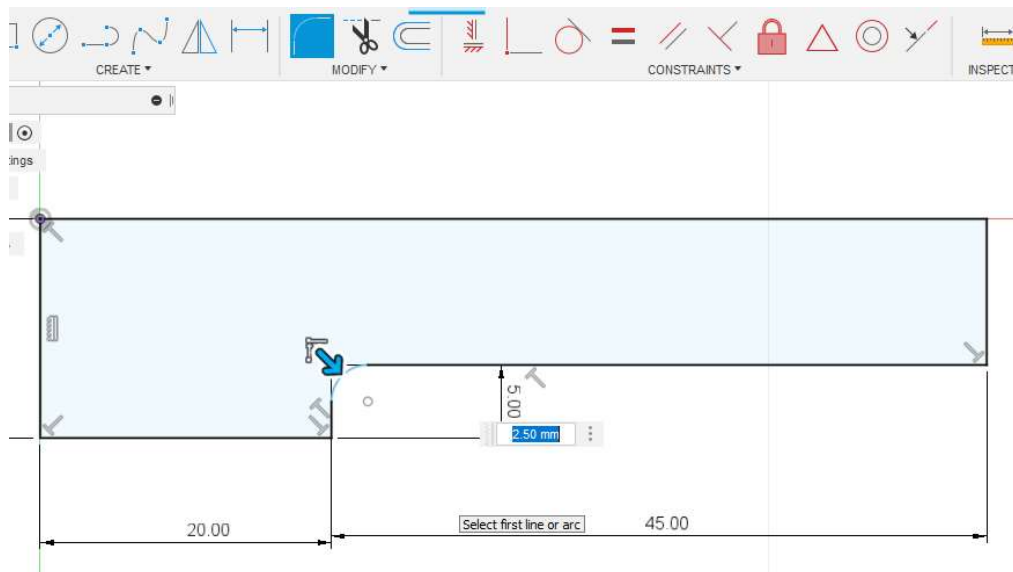 CREATE ▾
MODIFY ▾
CONSTRAINTS ▾
INSPECT
tings
5.00
2.50 mm
20.00
Select first line or arc
45.00